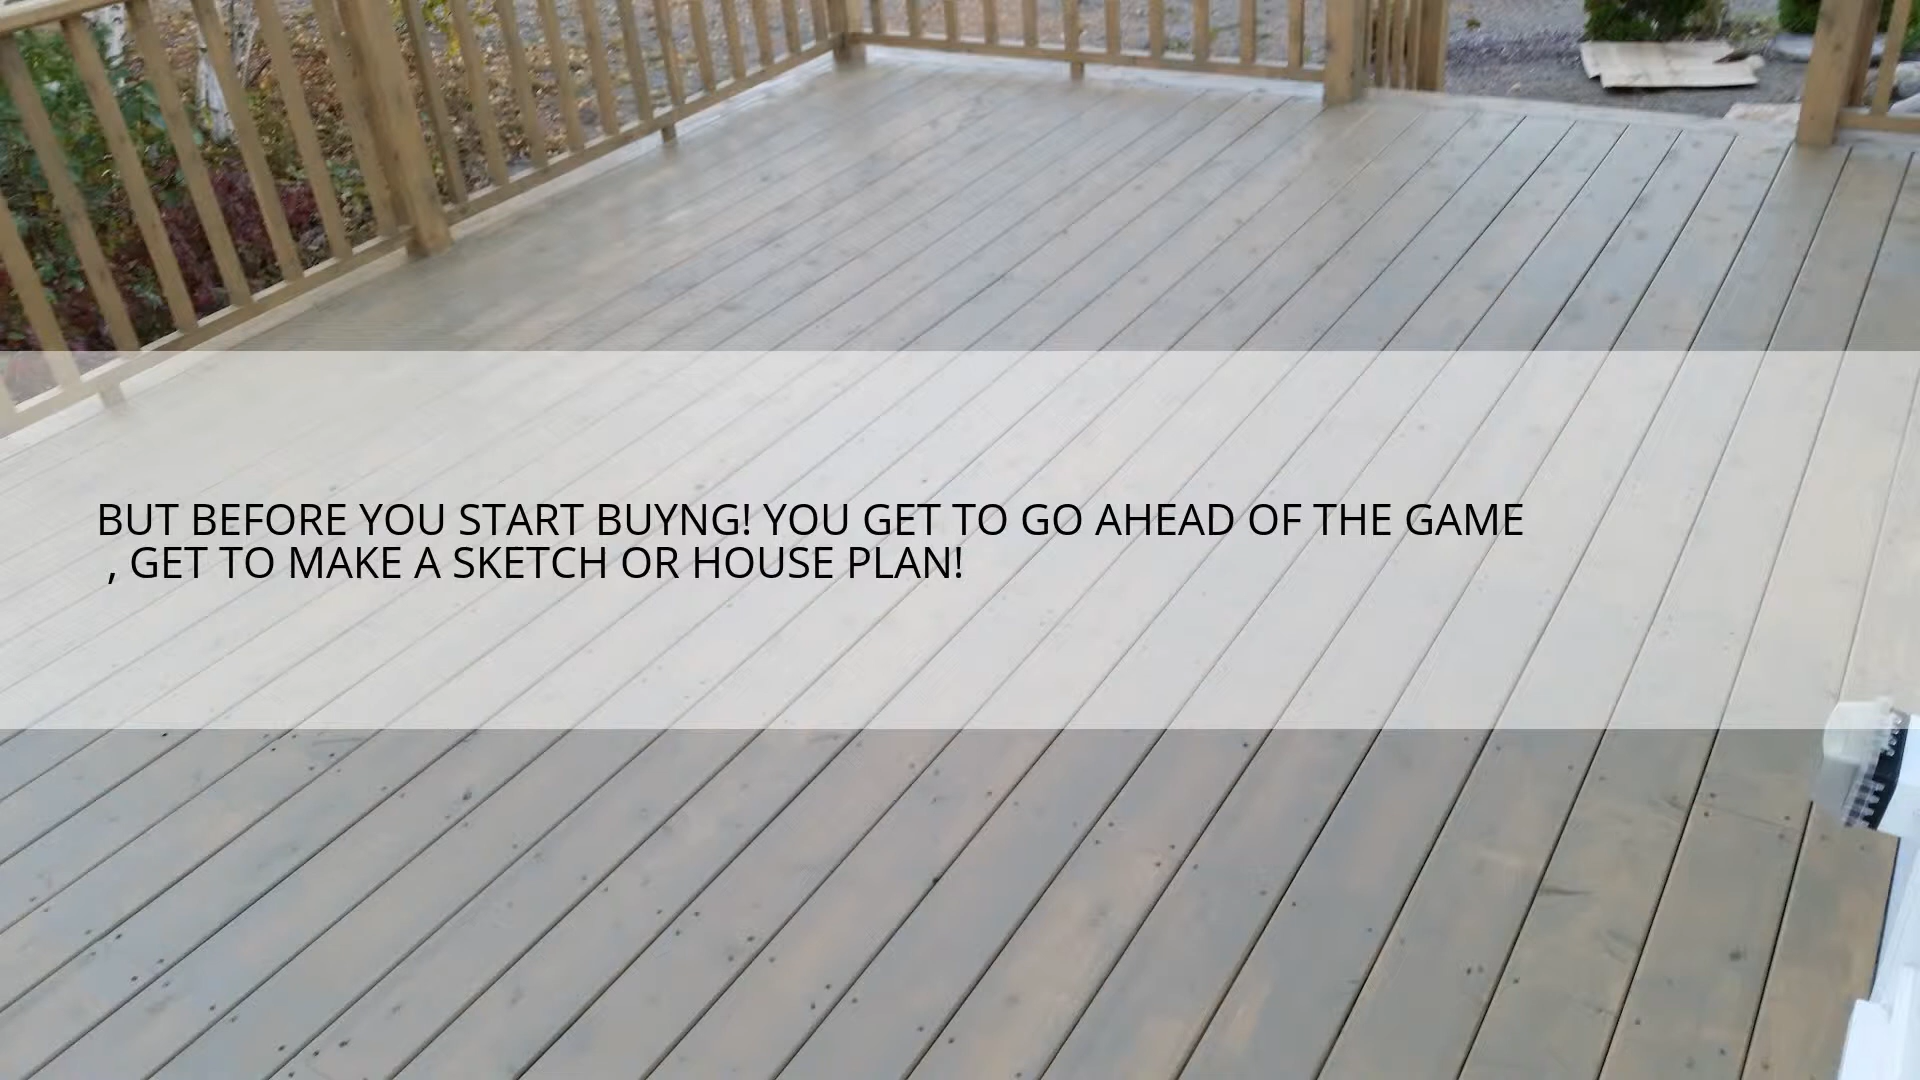 BUT BEFORE YOU START BUYNG! YOU GET TO GO AHEAD OF THE GAME
, GET TO MAKE A SKETCH OR HOUSE PLAN!